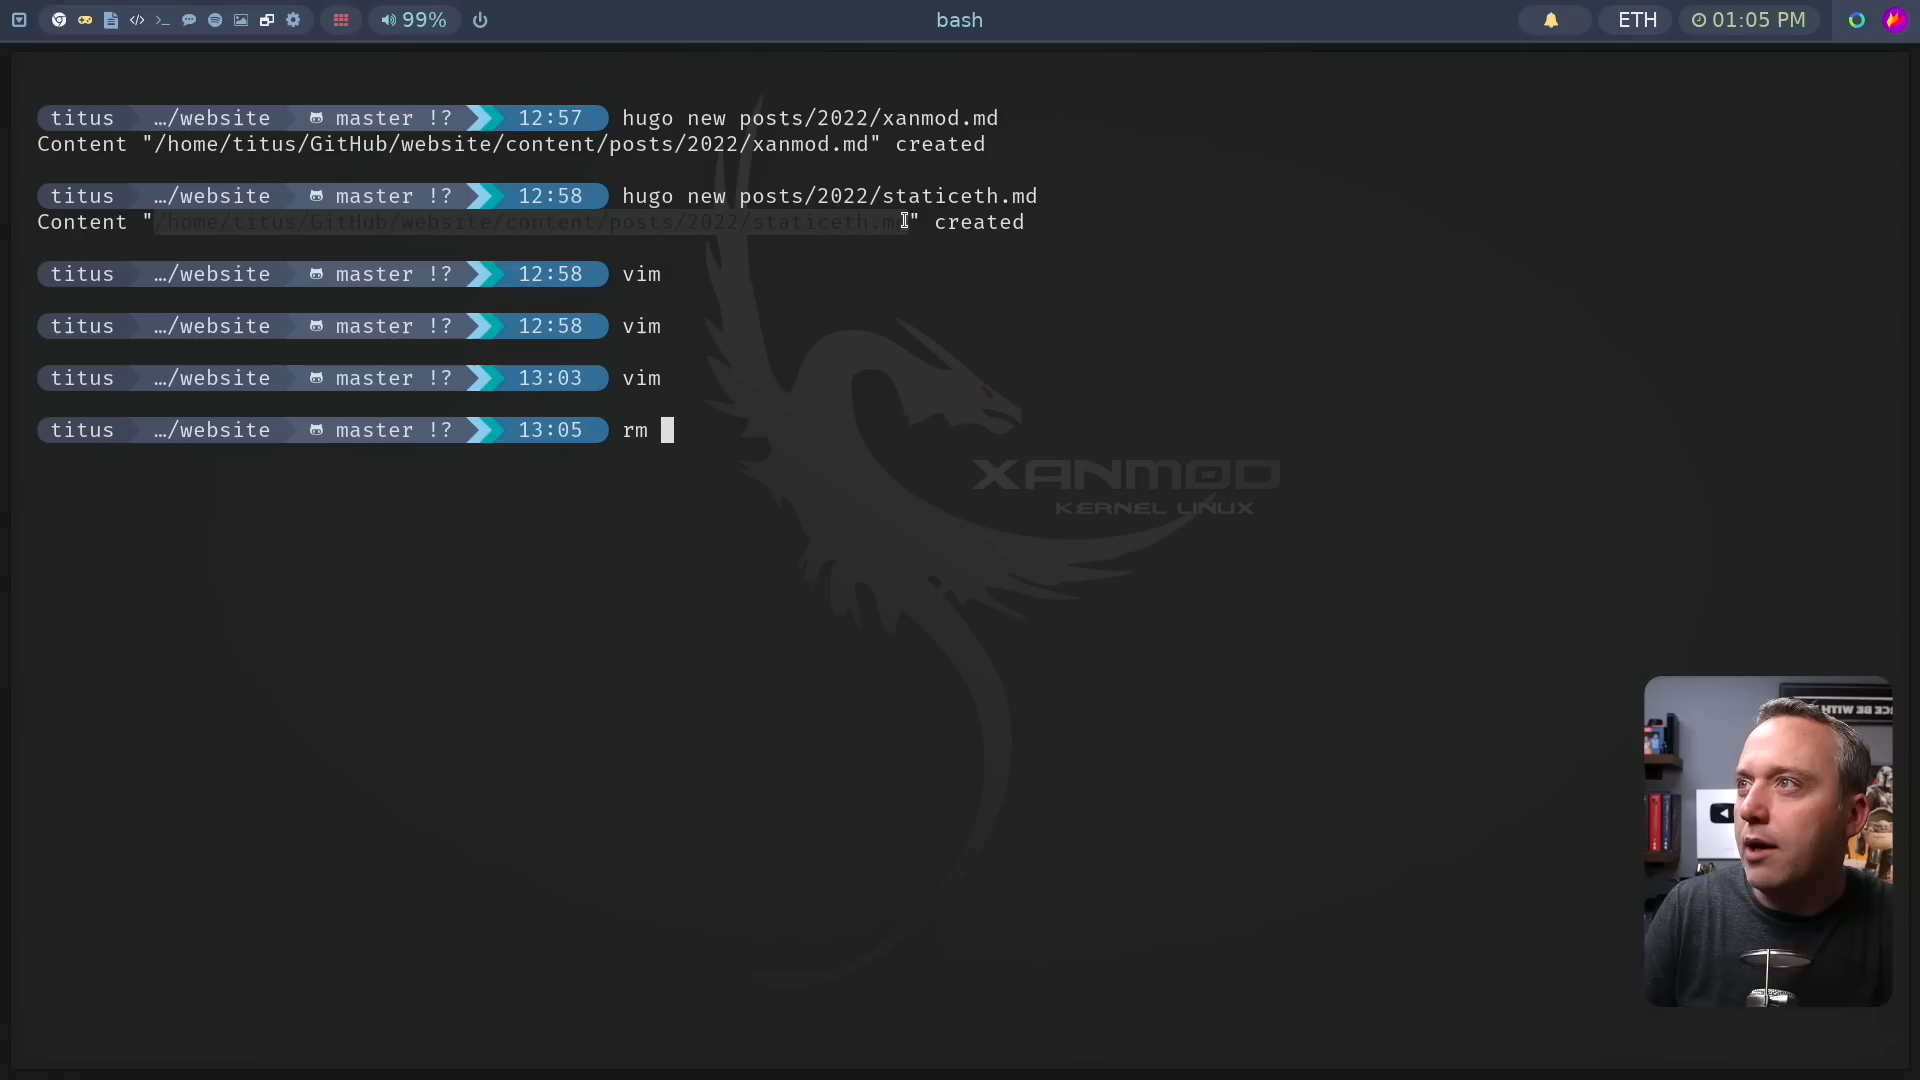 99%
bash
ETH
01:05 PM
titus …/website master !? 12:57 hugo new posts/2022/xanmod.md
Content "/home/titus/GitHub/website/content/posts/2022/xanmod.md" created
titus …/website master !? 12:58 hugo new posts/2022/staticeth.md
Content "/home/titus/GitHub/website/content/posts/2022/staticeth.md" created
titus …/website master !? 12:58 vim
titus …/website master !? 12:58 vim
titus …/website master !? 13:03 vim
titus …/website master !? 13:05 rm
XANMOD
KERNEL LINUX
BE WITH